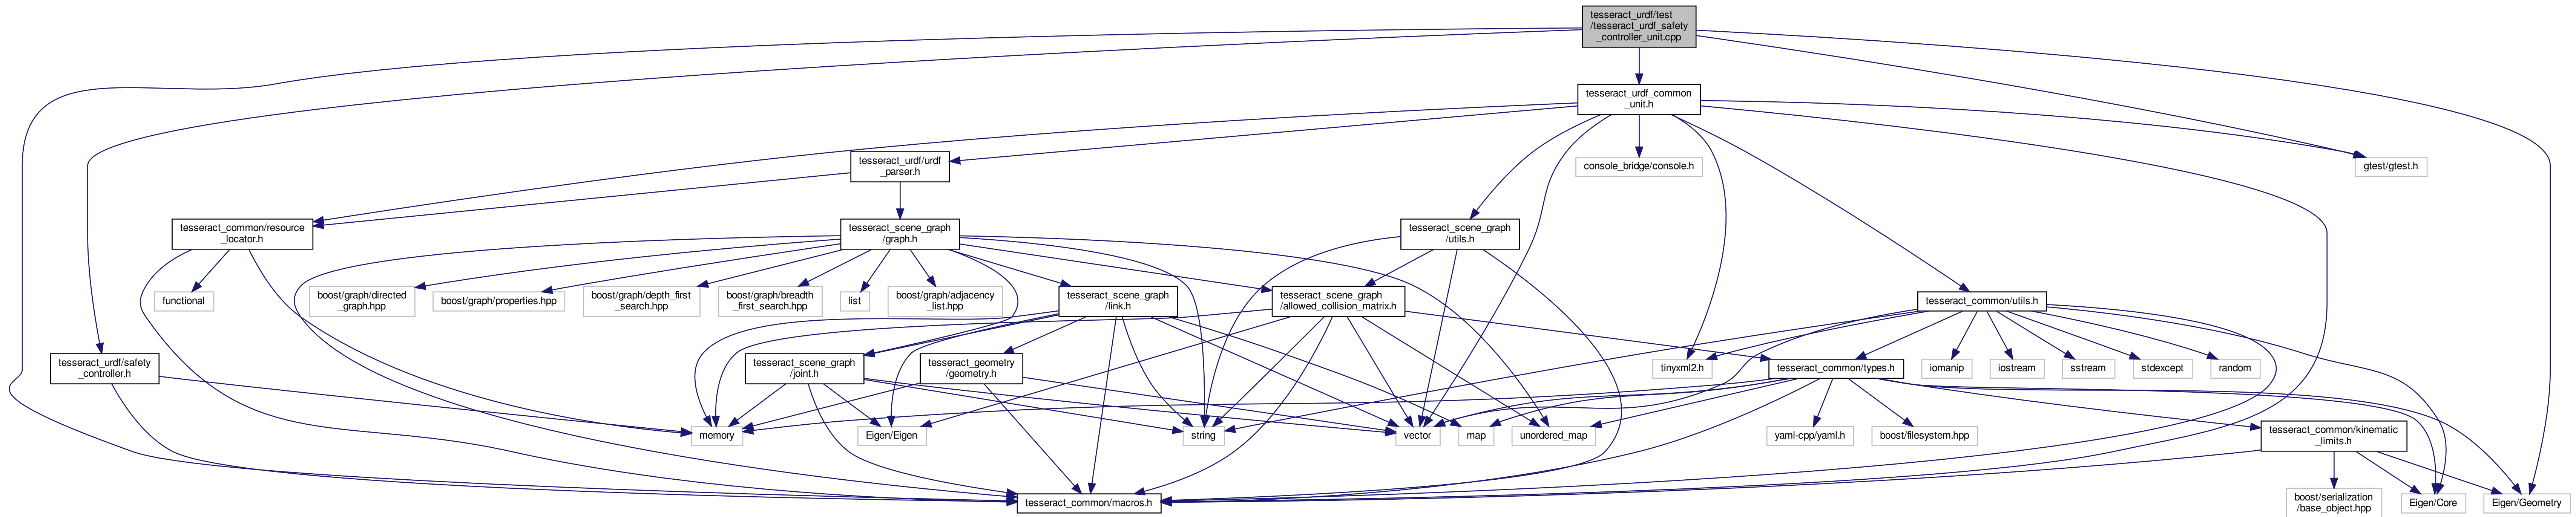 tesseract_urdf/test
/tesseract_urdf_safety
_controller_unit.cpp
tesseract_urdf_common
_unit.h
tesseract_urdf/urdf
_parser.h
console_bridge/console.h
gtest/gtest.h
tesseract_common/resource
_locator.h
tesseract_scene_graph
/graph.h
tesseract_scene_graph
/utils.h
functional
boost/graph/directed
_graph.hpp
boost/graph/properties.hpp
boost/graph/depth_first
_search.hpp
boost/graph/breadth
_first_search.hpp
list
boost/graph/adjacency
_list.hpp
tesseract_scene_graph
/link.h
tesseract_scene_graph
/allowed_collision_matrix.h
tesseract_common/utils.h
tesseract_urdf/safety
_controller.h
tesseract_scene_graph
/joint.h
tesseract_geometry
/geometry.h
tinyxml2.h
tesseract_common/types.h
iomanip
iostream
sstream
stdexcept
random
memory
Eigen/Eigen
string
vector
map
unordered_map
yaml-cpp/yaml.h
boost/filesystem.hpp
tesseract_common/kinematic
_limits.h
tesseract_common/macros.h
boost/serialization
/base_object.hpp
Eigen/Core
Eigen/Geometry